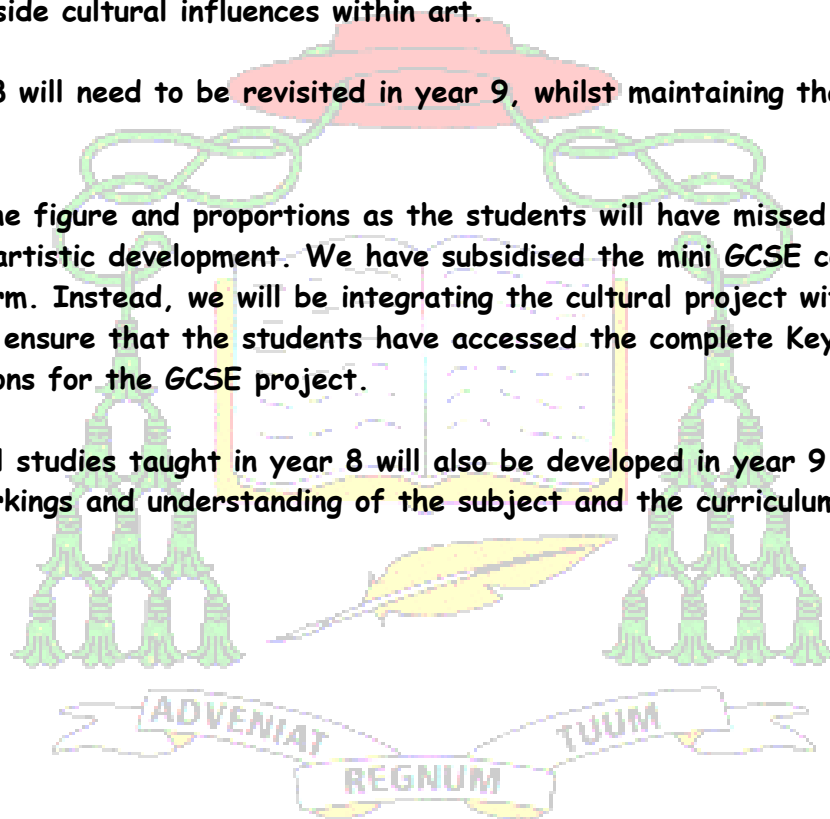 side cultural influences within art.
8 will need to be revisited in year 9, whilst maintaining the
figure and proportions as the students will have missed
artistic development. We have subsidised the mini GCSE
rm. Instead, we will be integrating the cultural project
ensure that the students have accessed the complete Key
ons for the GCSE project.
studies taught in year 8 will also be developed in year 9
rkings and understanding of the subject and the curriculum
ADVENIAT
REGNUM
TUUM